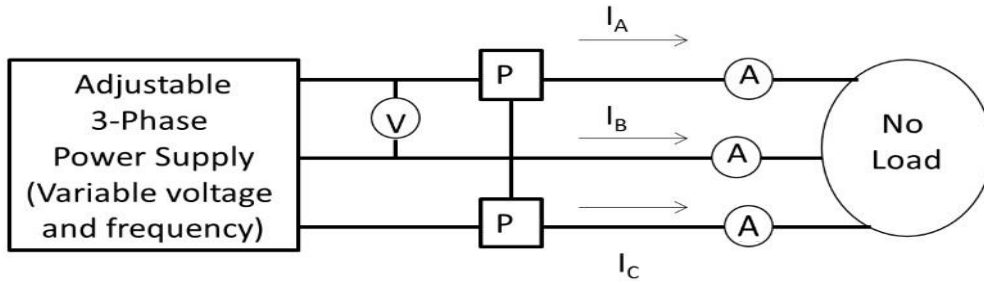 Adjustable
3-Phase
Power Supply
(Variable voltage
and frequency)
V
P
P
I_A
I_B
I_C
A
A
A
No
Load